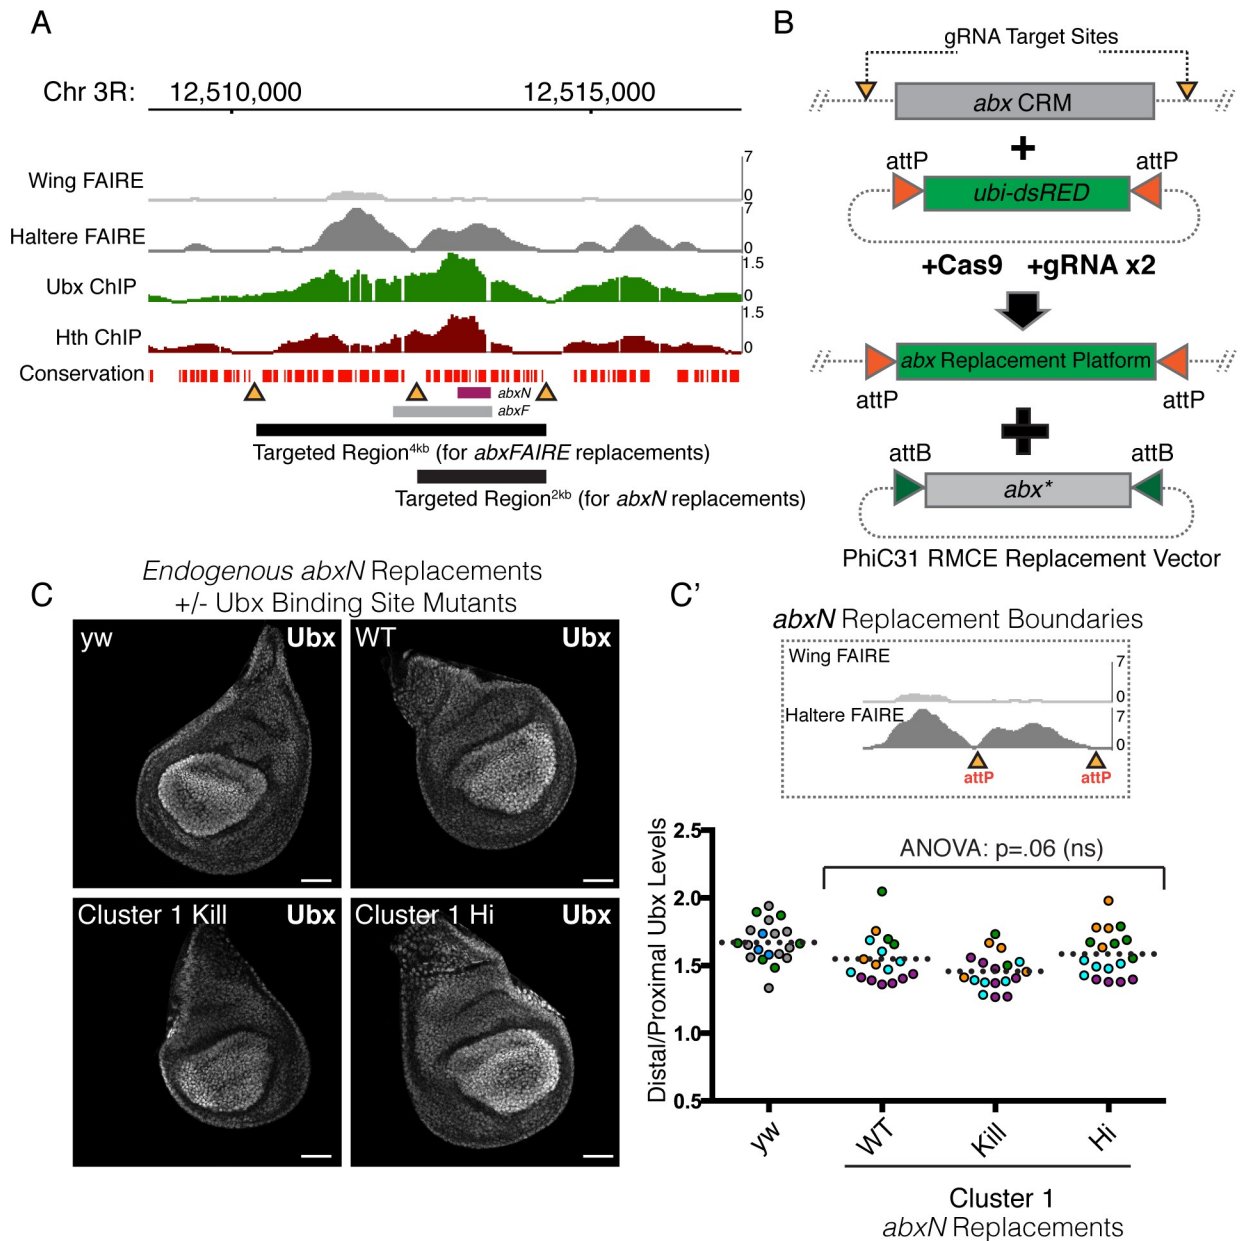 A
Chr 3R:
12,510,000
12,515,000
Wing FAIRE
7
0
Haltere FAIRE
7
0
Ubx ChIP
1.5
0
Hth ChIP
1.5
0
Conservation
abxN
abxF
Targeted Region4kb (for abxFAIRE replacements)
Targeted Region2kb (for abxN replacements)
B
gRNA Target Sites
abx CRM
+
attP
attP
ubi-dsRED
+Cas9 +gRNA x2
abx Replacement Platform
attP
attP
attB
attB
abx*
PhiC31 RMCE Replacement Vector
C
Endogenous abxN Replacements
+/- Ubx Binding Site Mutants
yw
Ubx
WT
Ubx
Cluster 1 Kill
Ubx
Cluster 1 Hi
Ubx
C’
abxN Replacement Boundaries
Wing FAIRE
7
0
Haltere FAIRE
7
0
attP
attP
Distal/Proximal Ubx Levels
2.5
2.0
1.5
1.0
0.5
ANOVA: p=.06 (ns)
yw
WT
Kill
Hi
Cluster 1
abxN Replacements